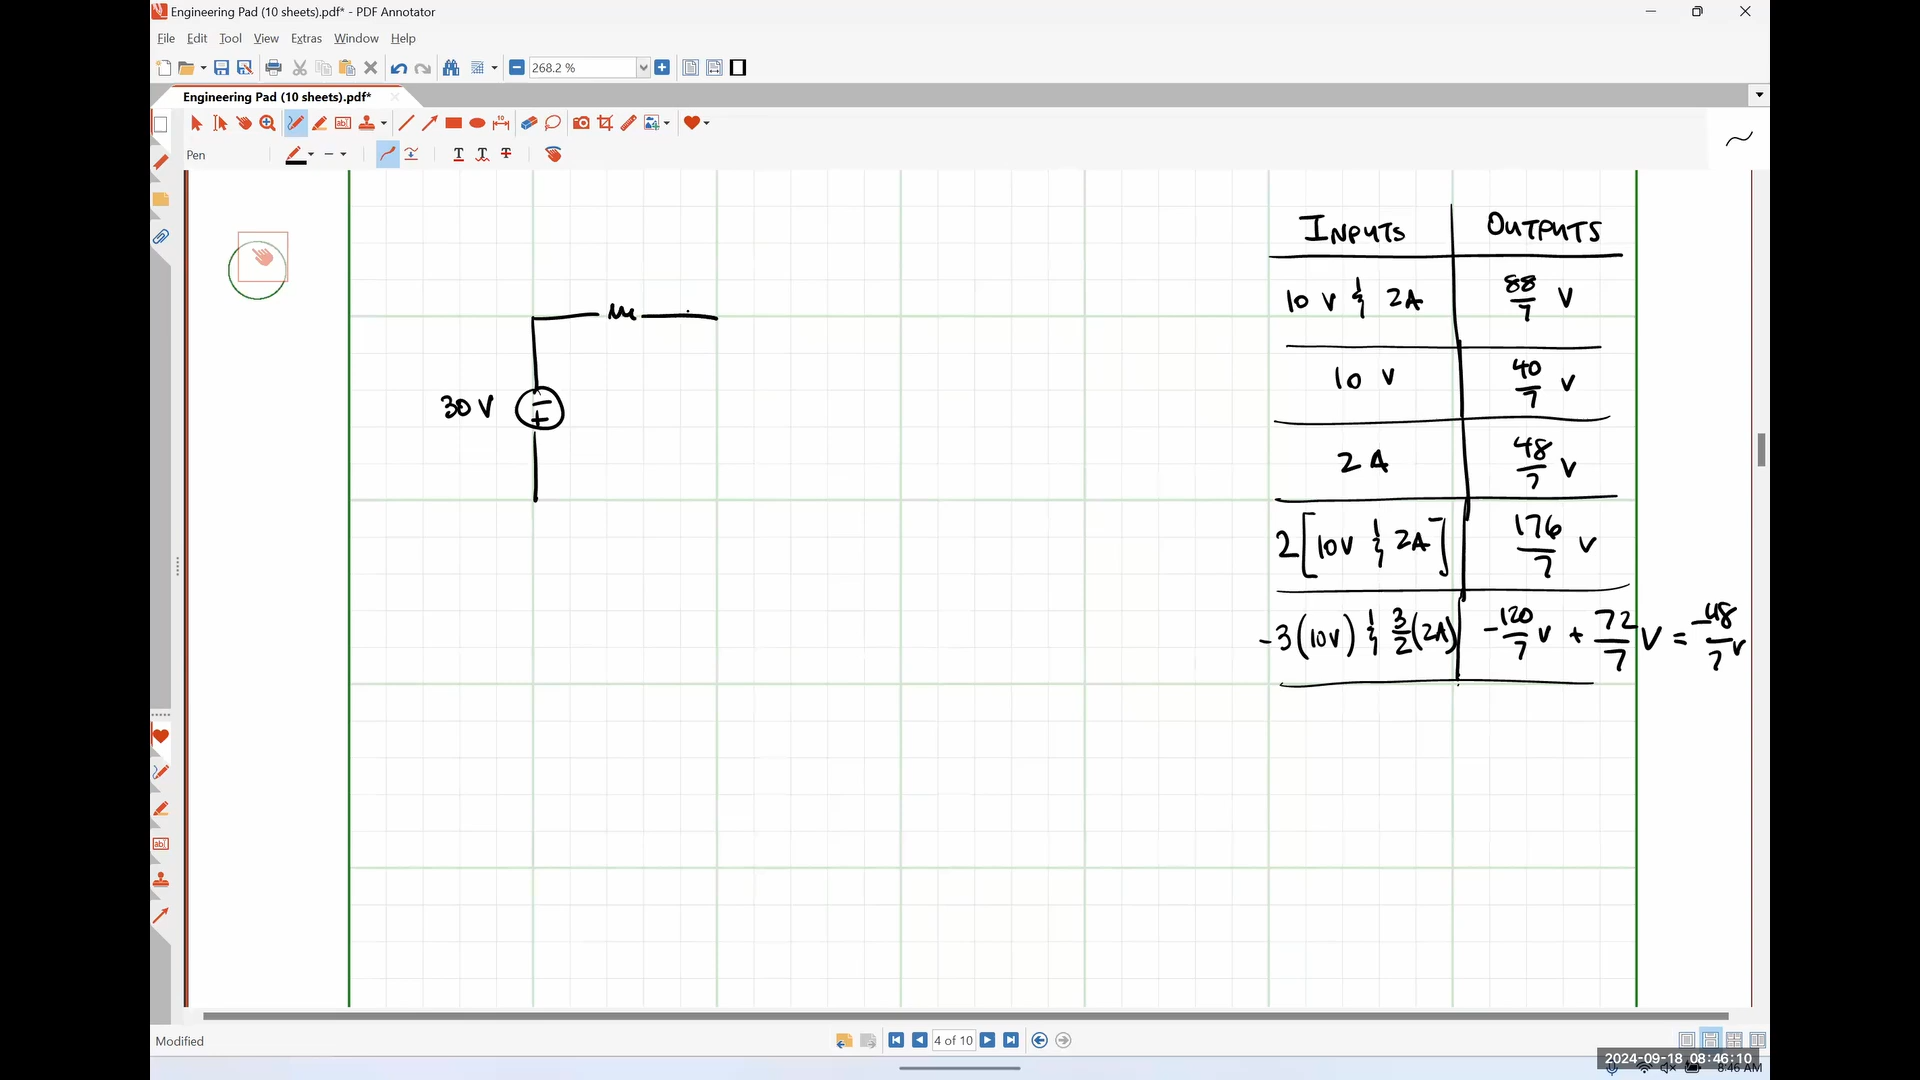 Engineering Pad (10 sheets).pdf* - PDF Annotator
File Edit Tool View Extras Window Help
268.2 %
Engineering Pad (10 sheets).pdf*
Pen
INPUTS OUTPUTS
10 V & 2A 88/7 V
10 V 40/7 V
2 A 48/7 V
2[10V & 2A] 176/7 V
-3(10V) & 3/2(2A) -120/7 V + 72/7 V = -48/7 V
30 V
4 of 10
Modified
2024-09-18 08:46:10
8:46 AM